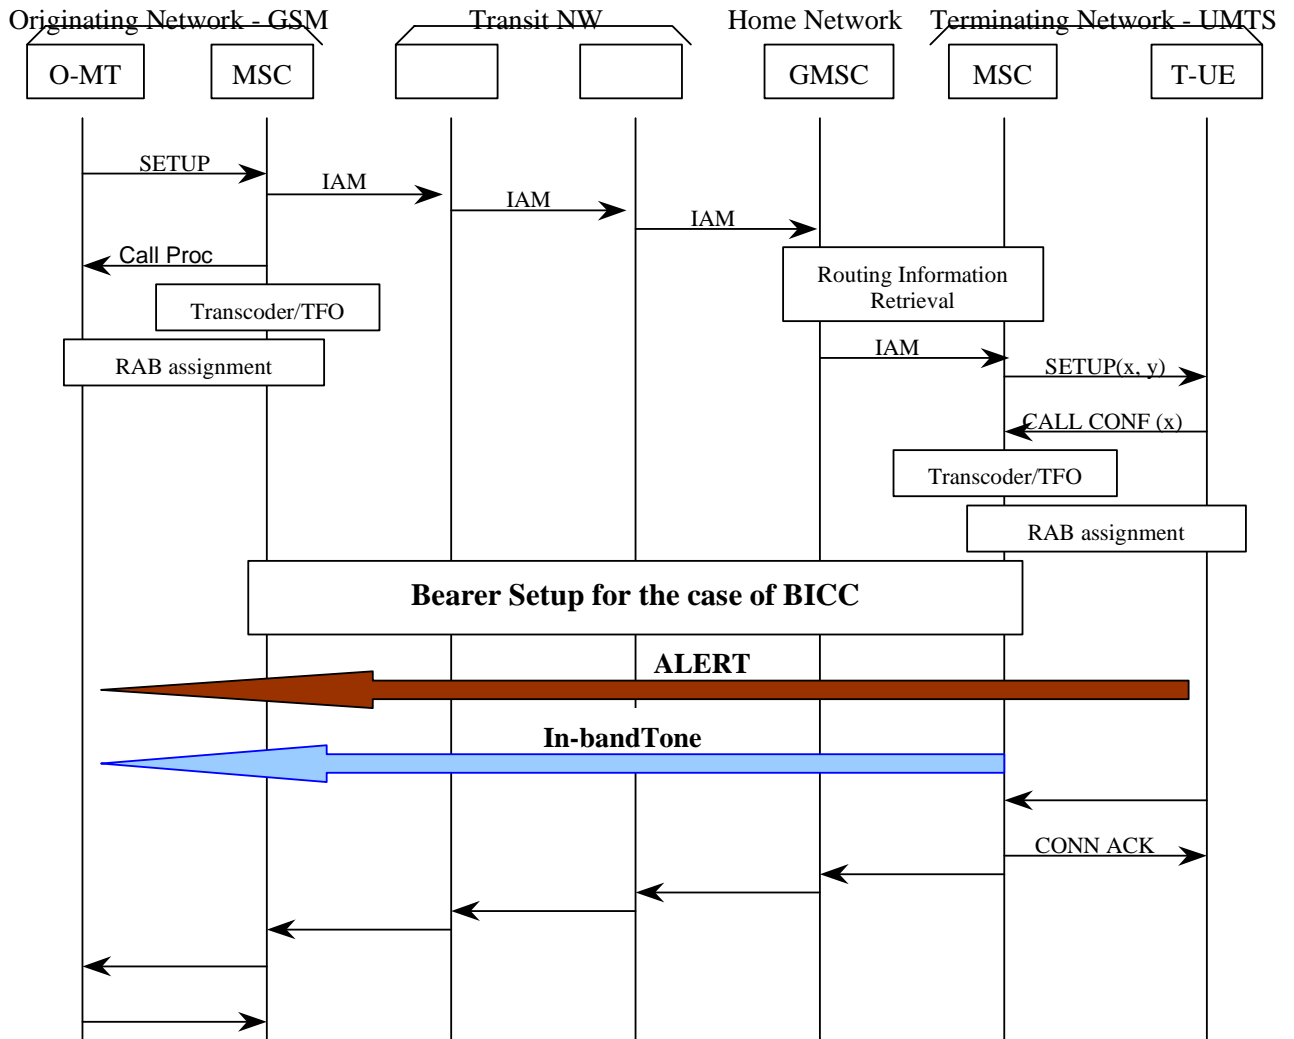 Originating Network - GSM
Transit NW
Home Network
Terminating Network - UMTS
O-MT
MSC
GMSC
MSC
T-UE
SETUP
IAM
IAM
IAM
Call Proc
Routing Information
Retrieval
Transcoder/TFO
IAM
RAB assignment
SETUP(x, y)
CALL CONF (x)
Transcoder/TFO
RAB assignment
Bearer Setup for the case of BICC
ALERT
In-bandTone
CONN ACK